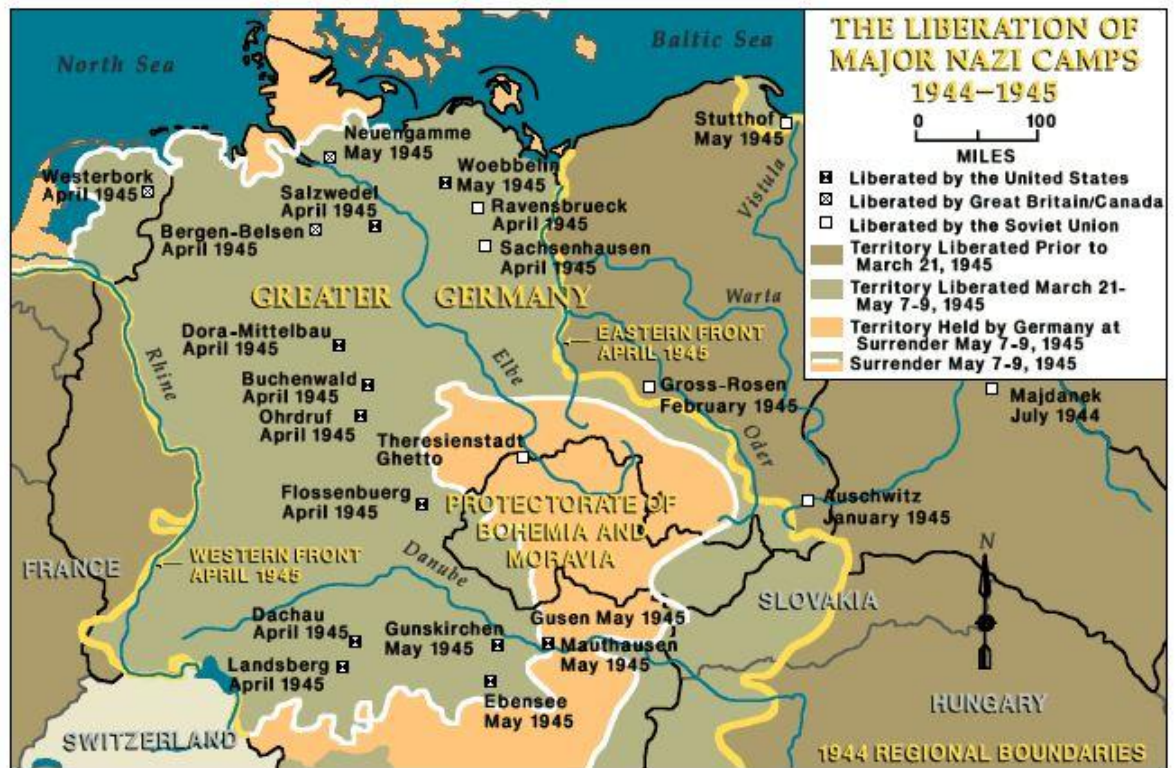 THE LIBERATION OF
MAJOR NAZI CAMPS
1944–1945
0 100
MILES
Liberated by the United States
Liberated by Great Britain/Canada
Liberated by the Soviet Union
Territory Liberated Prior to
March 21, 1945
Territory Liberated March 21-
May 7-9, 1945
Territory Held by Germany at
Surrender May 7-9, 1945
Surrender May 7-9, 1945
North Sea
Baltic Sea
Neuengamme
May 1945
Stutthof
May 1945
Westerbork
April 1945
Salzwedel
April 1945
Woebbelin
May 1945
Vistula
Bergen-Belsen
April 1945
Ravensbrueck
April 1945
Sachsenhausen
April 1945
GREATER GERMANY
Warta
Dora-Mittelbau
April 1945
EASTERN FRONT
APRIL 1945
Rhine
Elbe
Buchenwald
April 1945
Gross-Rosen
February 1945
Majdanek
July 1944
Ohrdruf
April 1945
Theresienstadt
Ghetto
Oder
Flossenbuerg
April 1945
PROTECTORATE OF
BOHEMIA AND
MORAVIA
Auschwitz
January 1945
FRANCE
WESTERN FRONT
APRIL 1945
Danube
N
SLOVAKIA
Dachau
April 1945
Gunskirchen
May 1945
Gusen May 1945
Mauthausen
May 1945
Landsberg
April 1945
Ebensee
May 1945
HUNGARY
SWITZERLAND
1944 REGIONAL BOUNDARIES